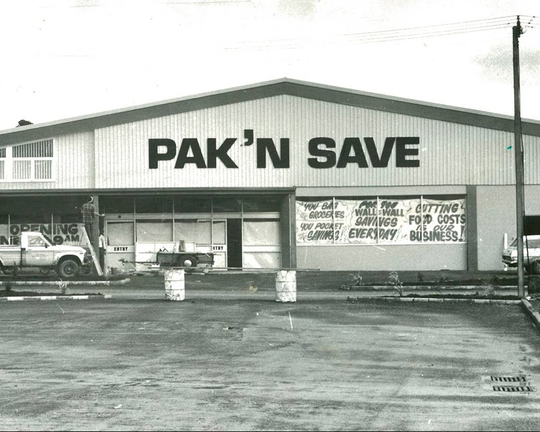 PAK'N SAVE
OPENING
ENTRY
ENTRY
YOU BAG
GROCERIES
YOU POCKET
SAVINGS!
WALL TO WALL
SAVINGS
EVERYDAY
CUTTING
FOOD COSTS
IS OUR
BUSINESS!